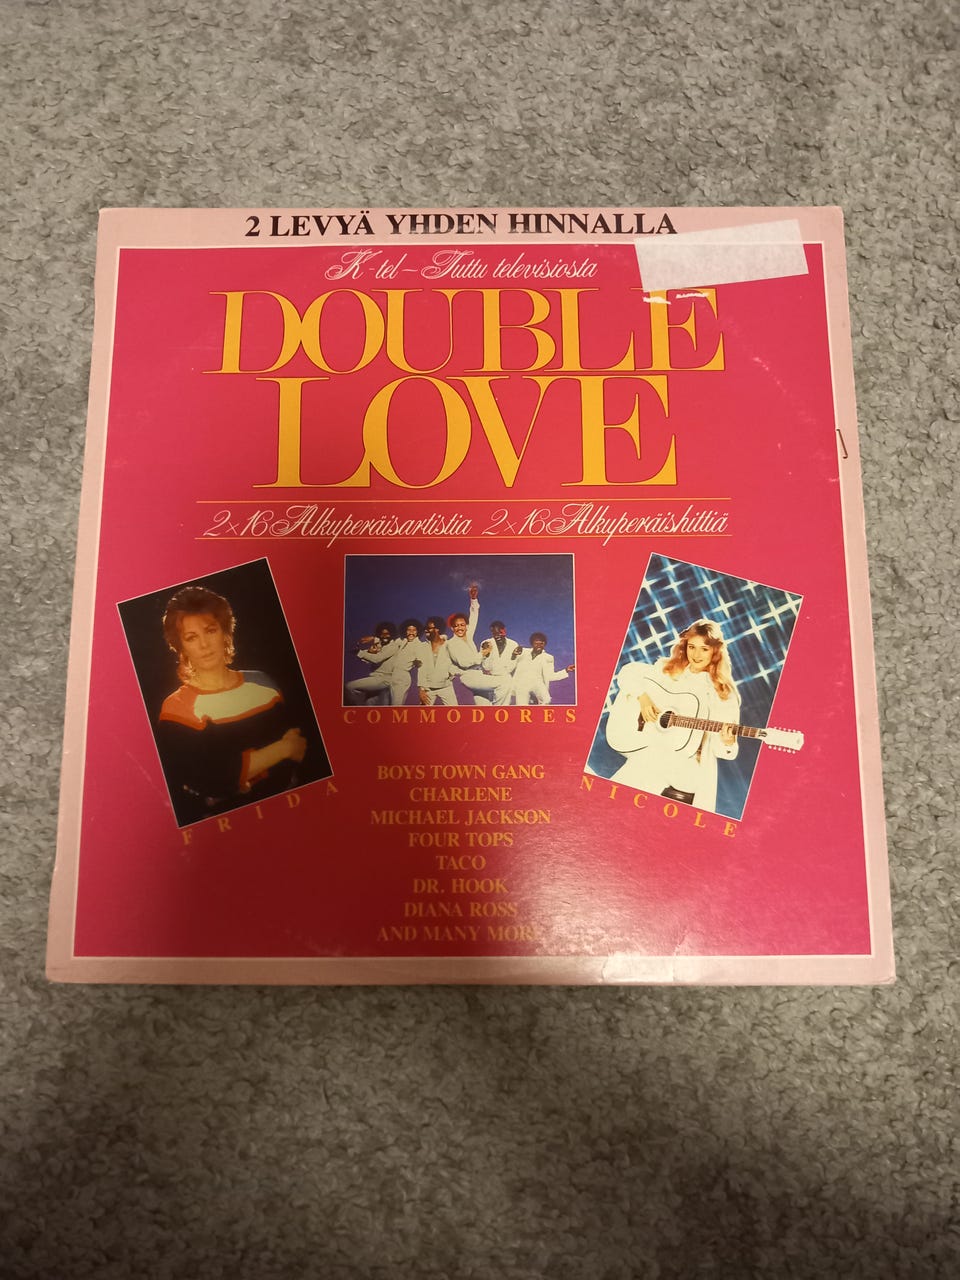 2 LEVYÄ YHDEN HINNALLA
K-tel – Tuttu televisiosta
DOUBLE
LOVE
2×16 Alkuperäisartistia 2×16 Alkuperäishittiä
FRIDA
COMMODORES
NICOLE
BOYS TOWN GANG
CHARLENE
MICHAEL JACKSON
FOUR TOPS
TACO
DR. HOOK
DIANA ROSS
AND MANY MORE